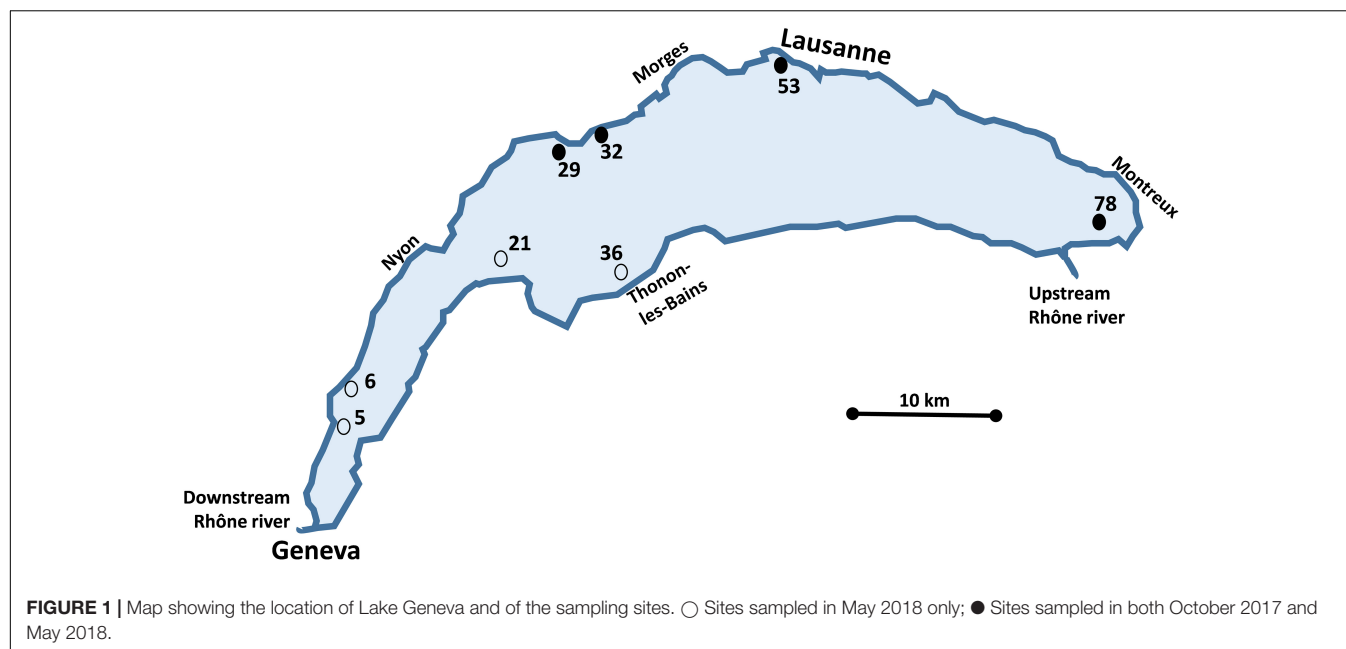 Lausanne
Morges
53
32
29
Montreux
78
Nyon
21
36
Thonon-
les-Bains
Upstream
Rhône river
6
5
10 km
Downstream
Rhône river
Geneva
FIGURE 1 | Map showing the location of Lake Geneva and of the sampling sites. ○ Sites sampled in May 2018 only; ● Sites sampled in both October 2017 and
May 2018.